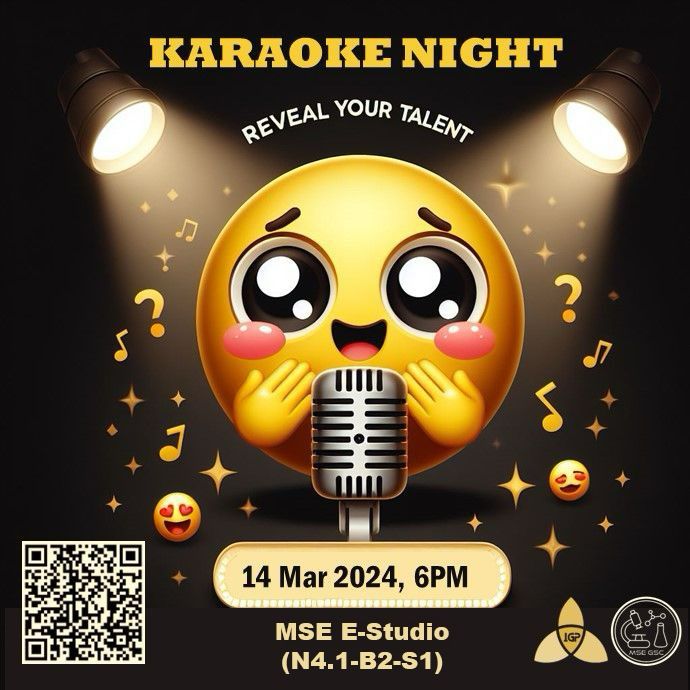 KARAOKE NIGHT
REVEAL YOUR TALENT
14 Mar 2024, 6PM
MSE E-Studio
(N4.1-B2-S1)
IGP
MSE GSC